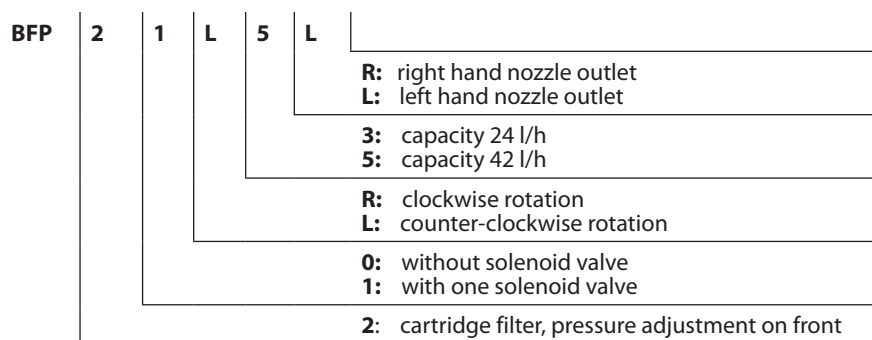 BFP 2 1 L 5 L
R: right hand nozzle outlet
L: left hand nozzle outlet
3: capacity 24 l/h
5: capacity 42 l/h
R: clockwise rotation
L: counter-clockwise rotation
0: without solenoid valve
1: with one solenoid valve
2: cartridge filter, pressure adjustment on front